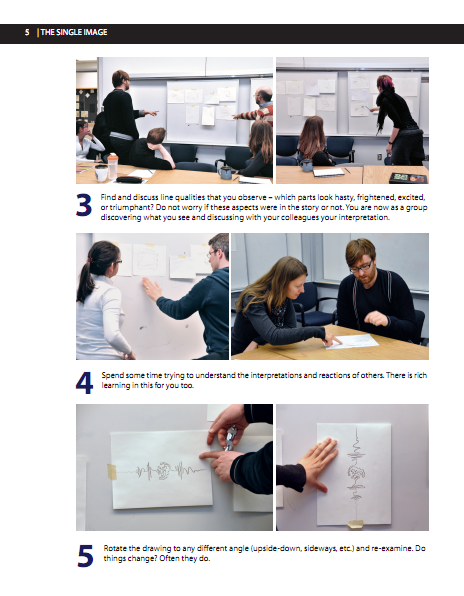 5 | THE SINGLE IMAGE
3 Find and discuss line qualities that you observe – which parts look hasty, frightened, excited,
or triumphant? Do not worry if these aspects were in the story or not. You are now as a group
discovering what you see and discussing with your colleagues your interpretation.
4 Spend some time trying to understand the interpretations and reactions of others. There is rich
learning in this for you too.
5 Rotate the drawing to any different angle (upside-down, sideways, etc.) and re-examine. Do
things change? Often they do.